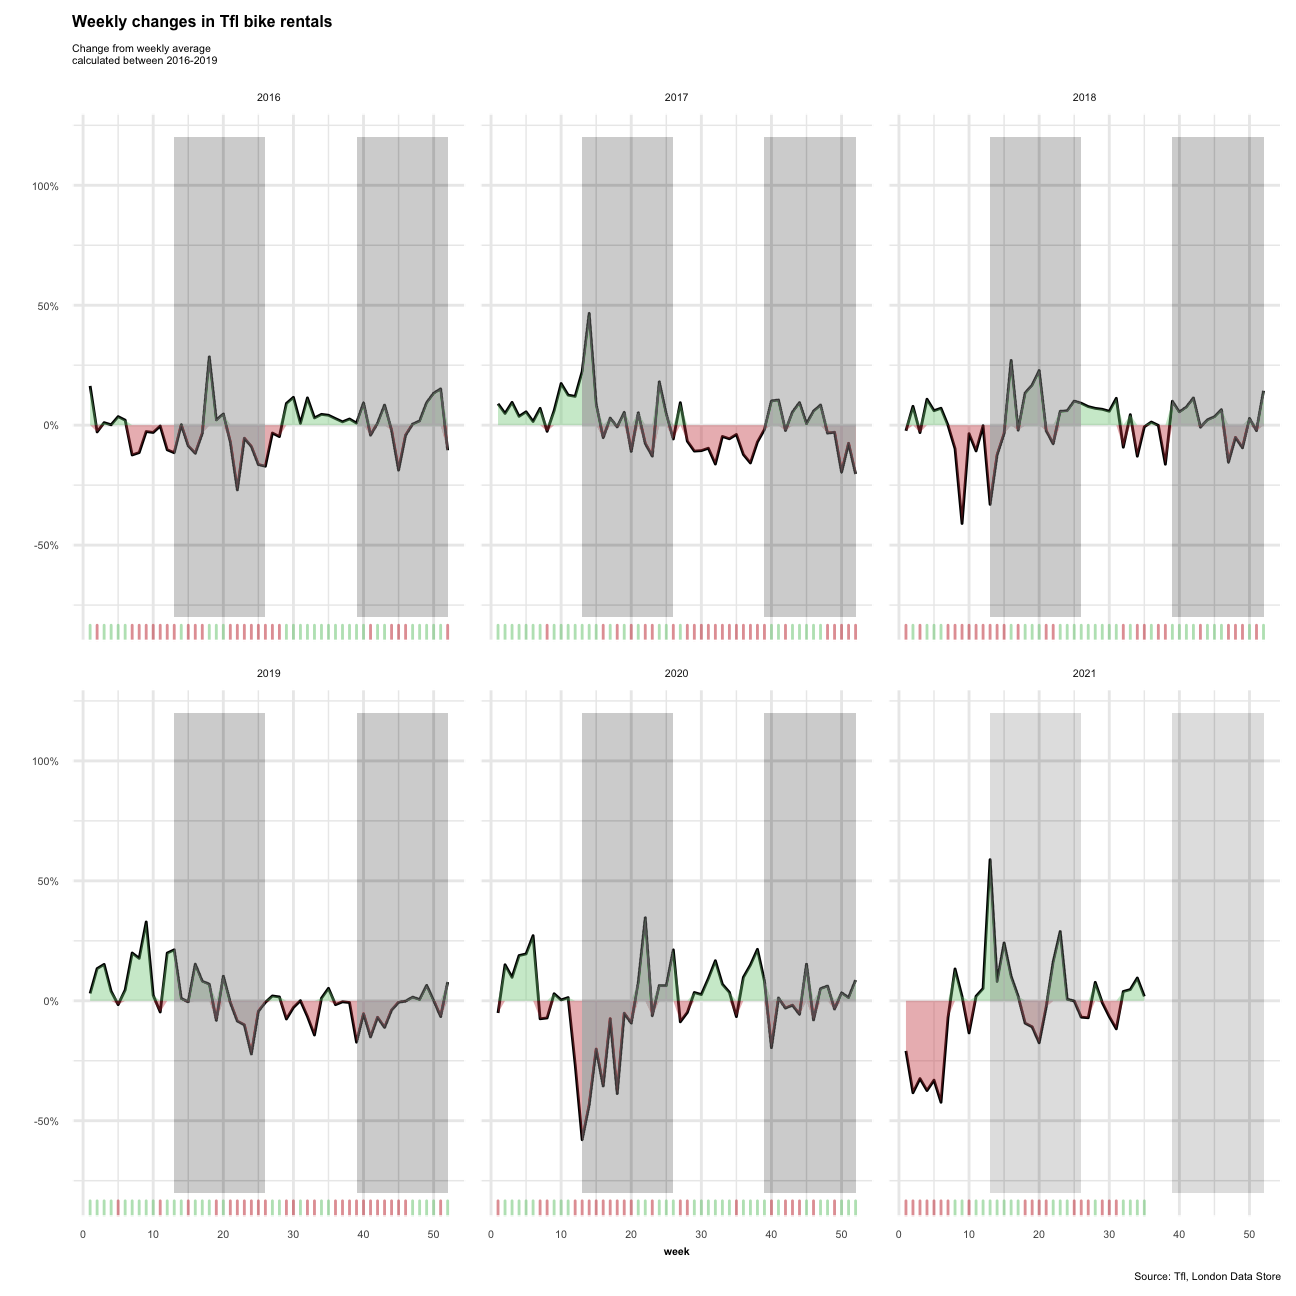 Weekly changes in Tfl bike rentals
Change from weekly average
calculated between 2016-2019
2016 2017 2018
100%
50%
0%
-50%
2019 2020 2021
100%
50%
0%
-50%
0 10 20 30 40 50 0 10 20 30 40 50 0 10 20 30 40 50
week
Source: Tfl, London Data Store